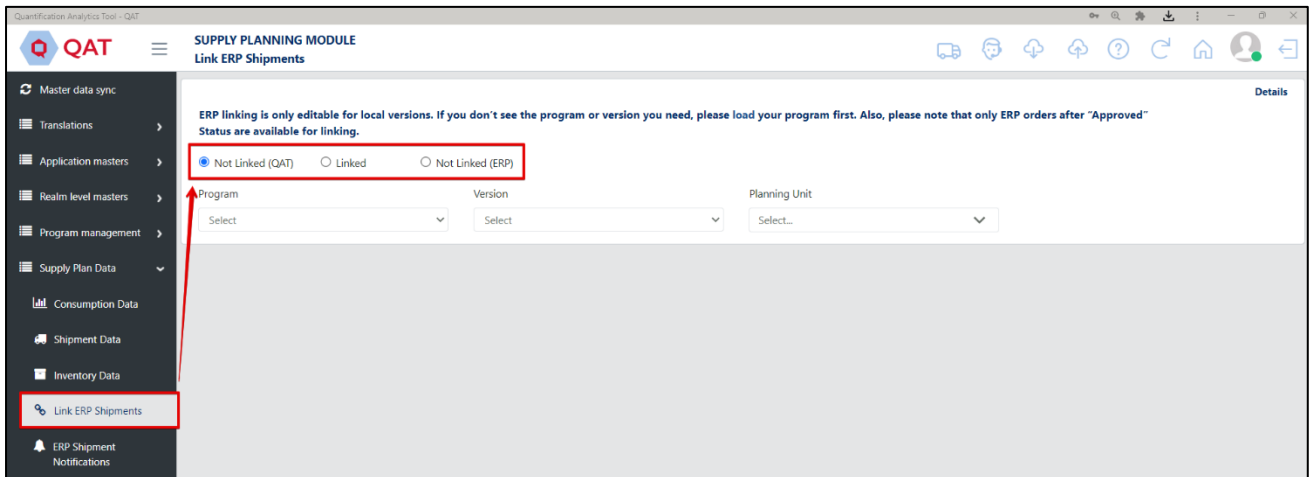 Quantification Analytics Tool - QAT
QAT
SUPPLY PLANNING MODULE
Link ERP Shipments
Master data sync
Translations
Application masters
Realm level masters
Program management
Supply Plan Data
Consumption Data
Shipment Data
Inventory Data
Link ERP Shipments
ERP Shipment
Notifications
Details
ERP linking is only editable for local versions. If you don't see the program or version you need, please load your program first. Also, please note that only ERP orders after "Approved"
Status are available for linking.
Not Linked (QAT) Linked Not Linked (ERP)
Program Version Planning Unit
Select Select Select...